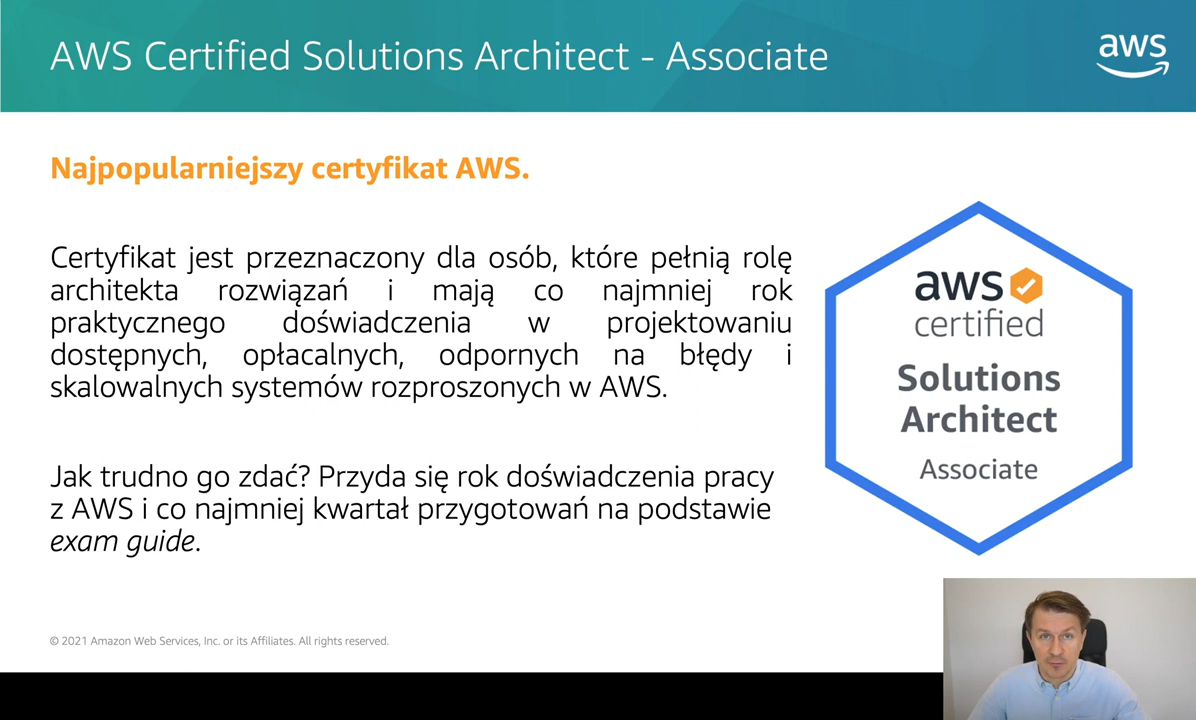 AWS Certified Solutions Architect - Associate
aws
Najpopularniejszy certyfikat AWS.
Certyfikat jest przeznaczony dla osób, które pełnią rolę
architekta rozwiązań i mają co najmniej rok
praktycznego doświadczenia w projektowaniu
dostępnych, opłacalnych, odpornych na błędy i
skalowalnych systemów rozproszonych w AWS.
Jak trudno go zdać? Przyda się rok doświadczenia pracy
z AWS i co najmniej kwartał przygotowań na podstawie
exam guide.
aws
certified
Solutions
Architect
Associate
© 2021 Amazon Web Services, Inc. or its Affiliates. All rights reserved.